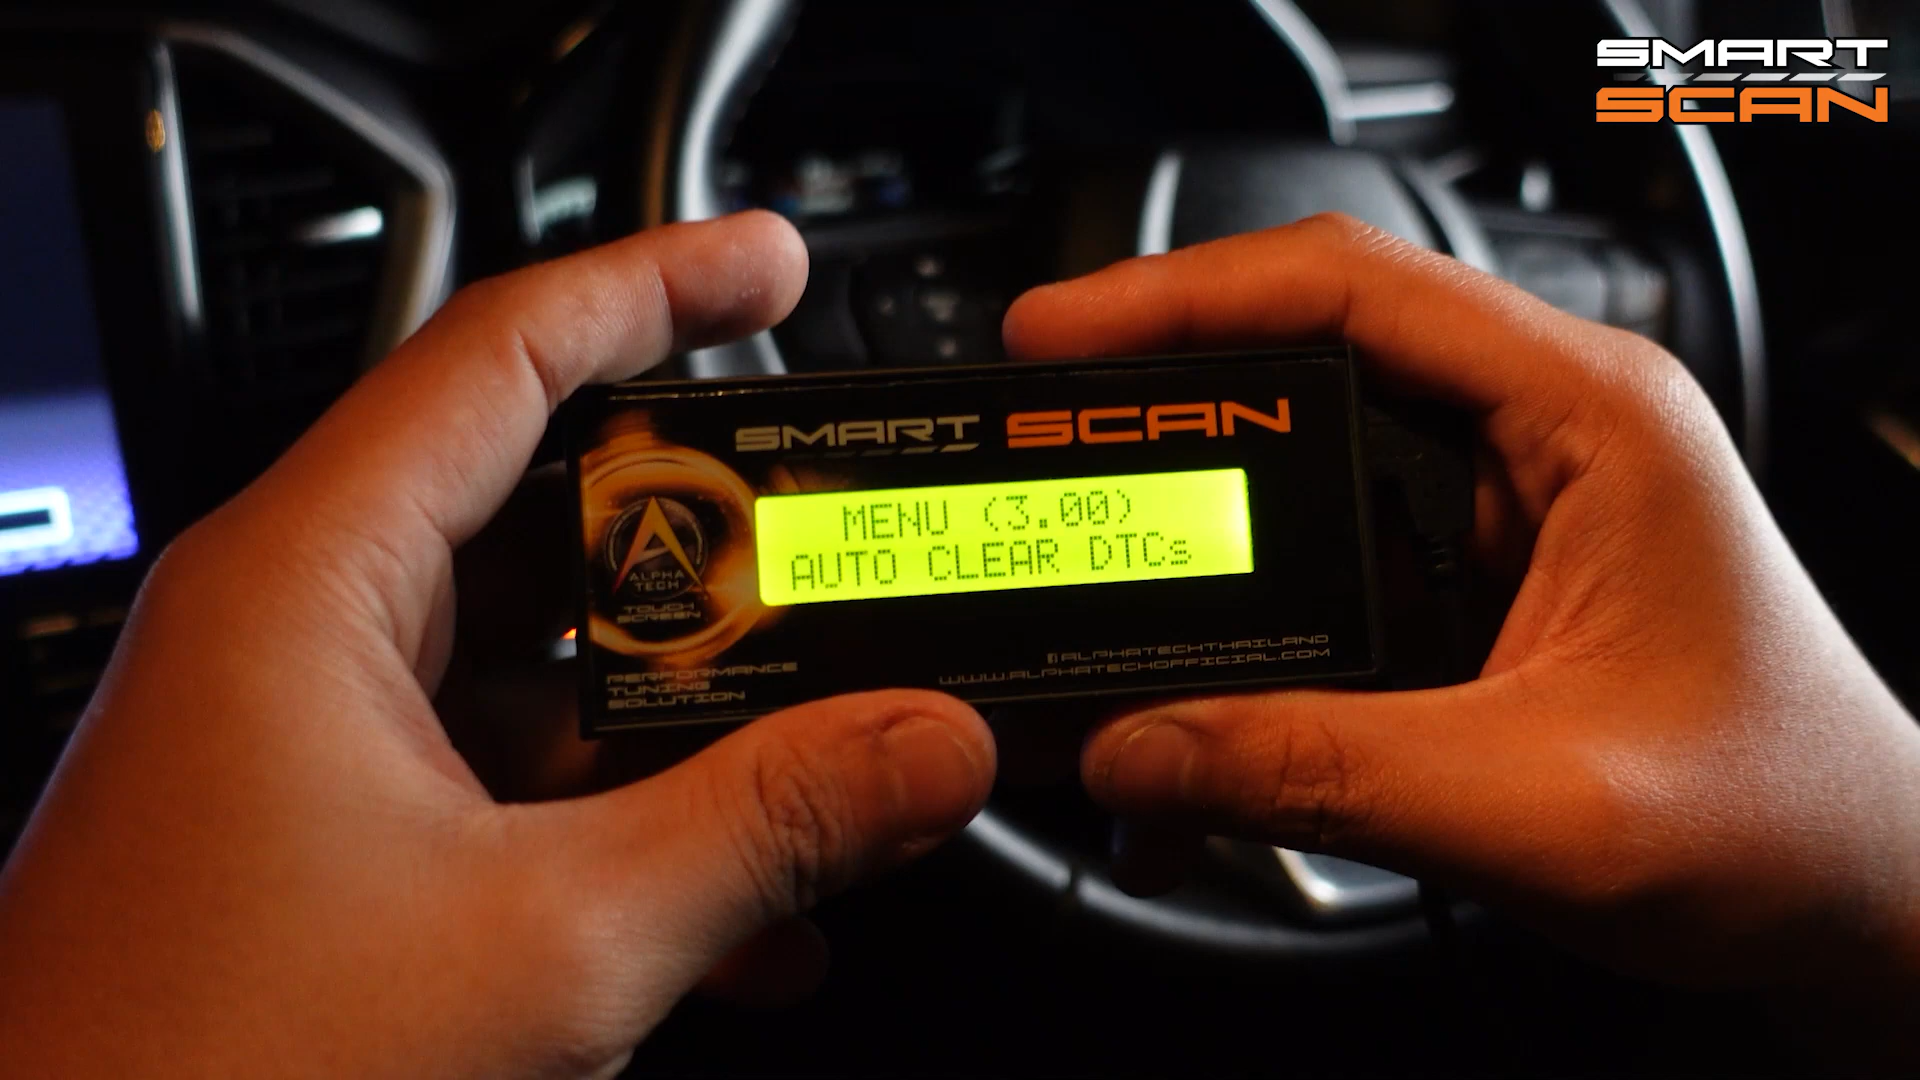 SMART
SCAN
SMART SCAN
MENU (3.00)
AUTO CLEAR DTCs
ALPHA
TECH
TOUCH
SCREEN
PERFORMANCE
TUNING
SOLUTION
ALPHATECHTHAILAND
WWW.ALPHATECHOFFICIAL.COM